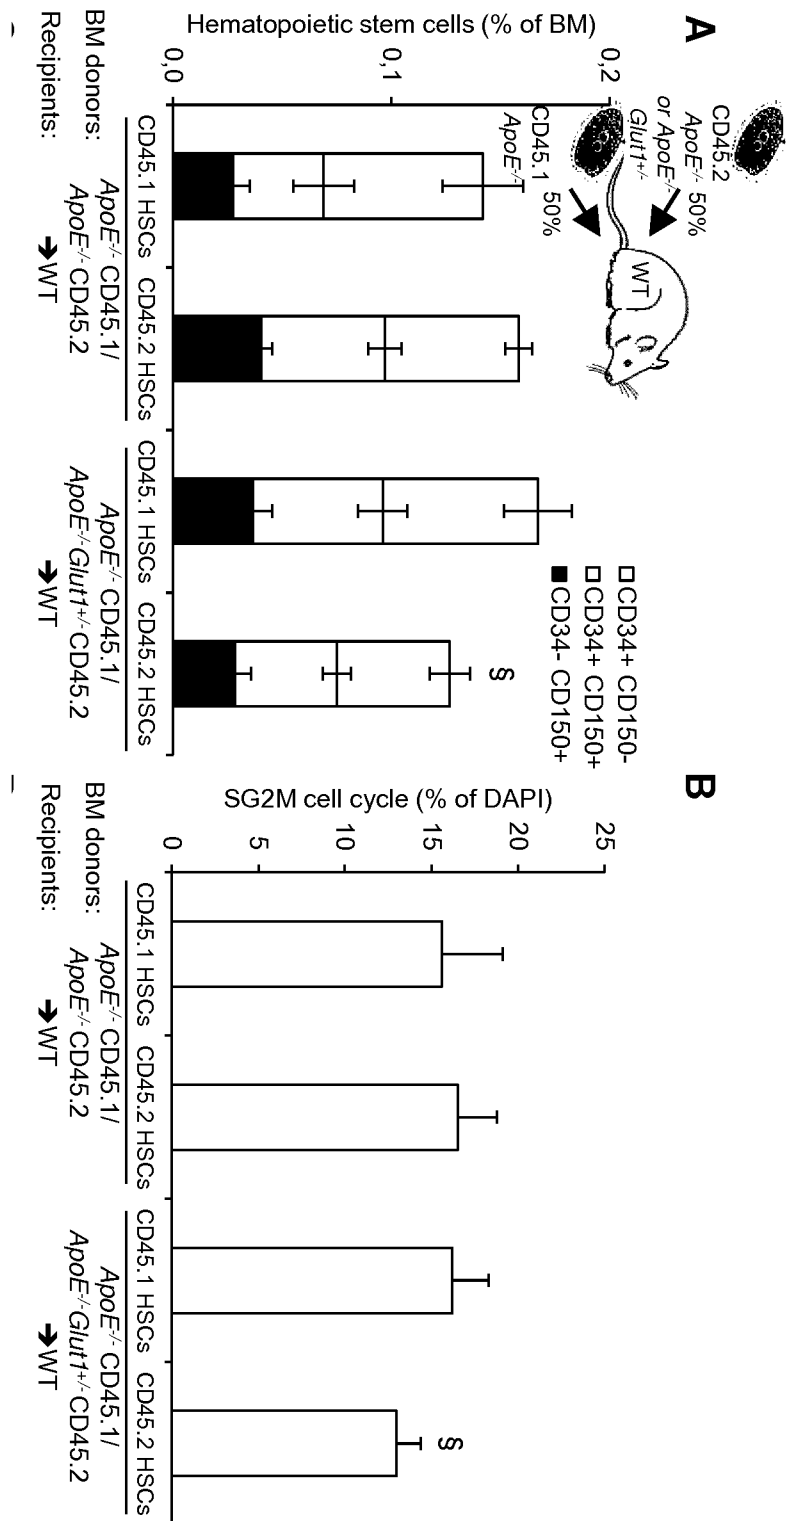 A
CD45.2
ApoE-/- 50%
or ApoE-/-
Glut1+/-
CD45.1 50%
ApoE-/-
WT
CD34+ CD150-
CD34+ CD150+
CD34- CD150+
Hematopoietic stem cells (% of BM)
0,2
0,1
0,0
§
CD45.1 HSCs
CD45.2 HSCs
CD45.1 HSCs
CD45.2 HSCs
BM donors:
ApoE-/- CD45.1/
ApoE-/- CD45.2
ApoE-/- CD45.1/
ApoE-/-Glut1+/- CD45.2
Recipients:
➔WT
➔WT
B
SG2M cell cycle (% of DAPI)
25
20
15
10
5
0
§
CD45.1 HSCs
CD45.2 HSCs
CD45.1 HSCs
CD45.2 HSCs
BM donors:
ApoE-/- CD45.1/
ApoE-/- CD45.2
ApoE-/- CD45.1/
ApoE-/-Glut1+/- CD45.2
Recipients:
➔WT
➔WT